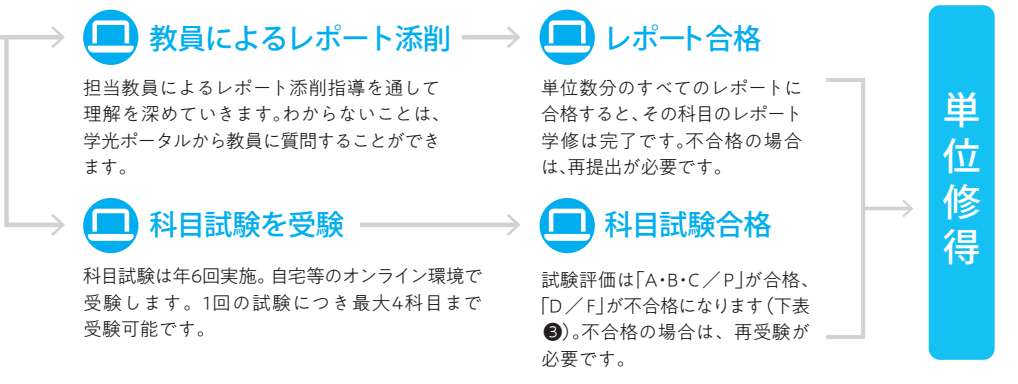 教員によるレポート添削
担当教員によるレポート添削指導を通して
理解を深めていきます。わからないことは、
学光ポータルから教員に質問することができ
ます。
レポート合格
単位数分のすべてのレポートに
合格すると、その科目のレポート
学修は完了です。不合格の場合
は、再提出が必要です。
科目試験を受験
科目試験は年6回実施。自宅等のオンライン環境で
受験します。1回の試験につき最大4科目まで
受験可能です。
科目試験合格
試験評価は「A・B・C／P」が合格、
「D／F」が不合格になります（下表
❸）。不合格の場合は、再受験が
必要です。
単位修得